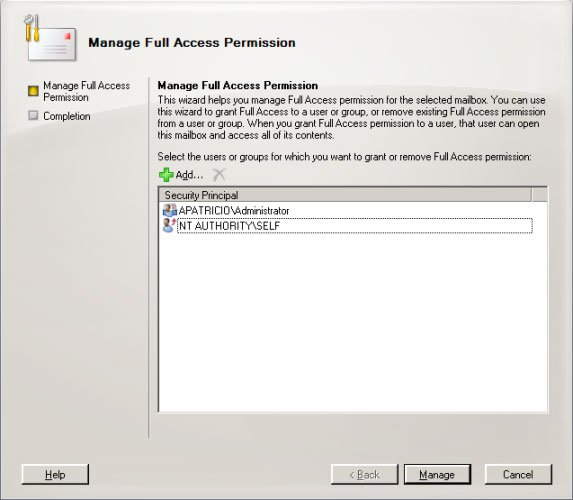 Manage Full Access Permission
Manage Full Access
Permission
Completion
Manage Full Access Permission
This wizard helps you manage Full Access permission for the selected mailbox. You can use
this wizard to grant Full Access to a user or group, or remove existing Full Access permission
from a user or group. When you grant Full Access permission to a user, that user can open
this mailbox and access all of its contents.
Select the users or groups for which you want to grant or remove Full Access permission:
Add...
Security Principal
APATRICIO\Administrator
NT AUTHORITY\SELF
Help
< Back
Manage
Cancel